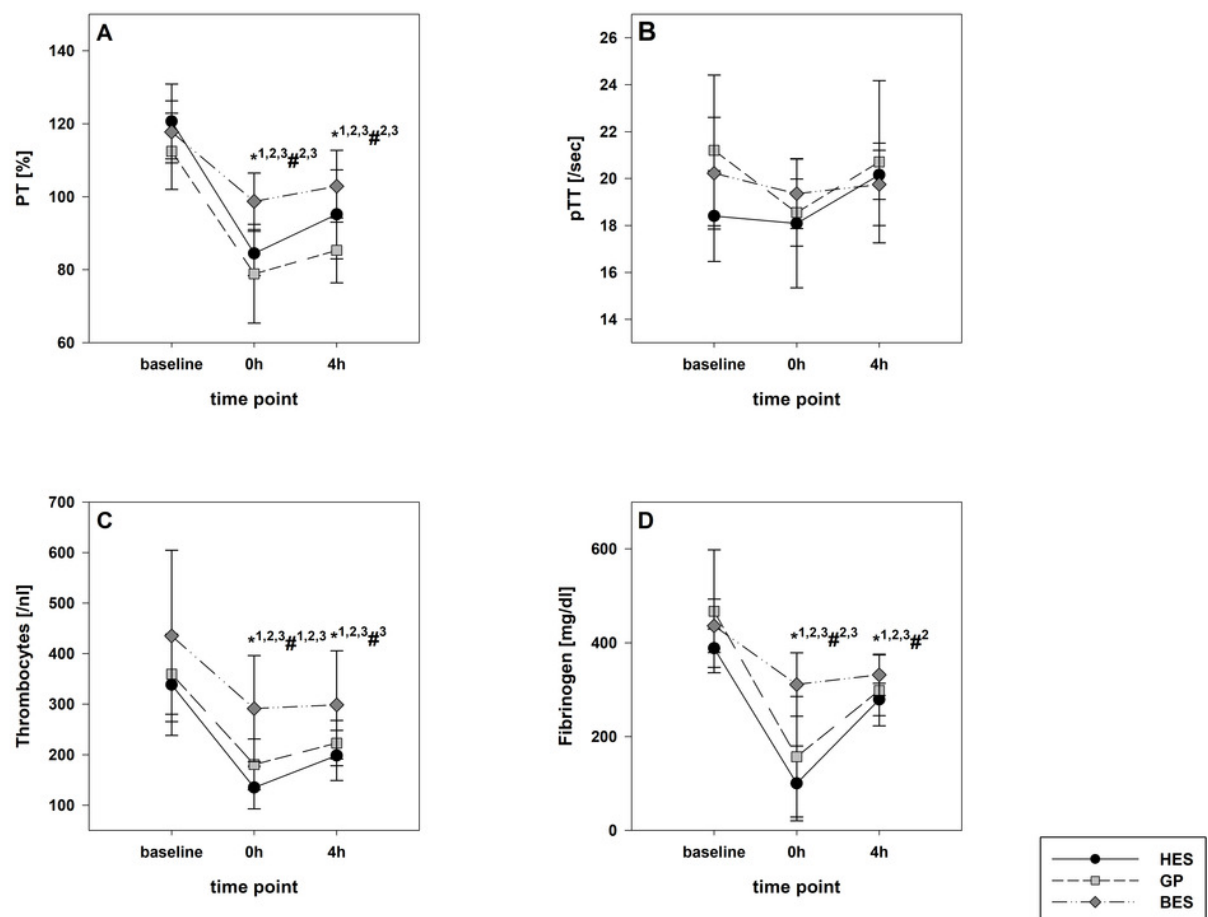 A
140
120
100
80
60
PT [%]
*1,2,3#2,3
*1,2,3#2,3
baseline 0h 4h
time point
B
26
24
22
20
18
16
14
pTT [/sec]
baseline 0h 4h
time point
C
700
600
500
400
300
200
100
Thrombocytes [/nl]
*1,2,3#1,2,3
*1,2,3#3
baseline 0h 4h
time point
D
600
400
200
0
Fibrinogen [mg/dl]
*1,2,3#2,3
*1,2,3#2
baseline 0h 4h
time point
HES
GP
BES